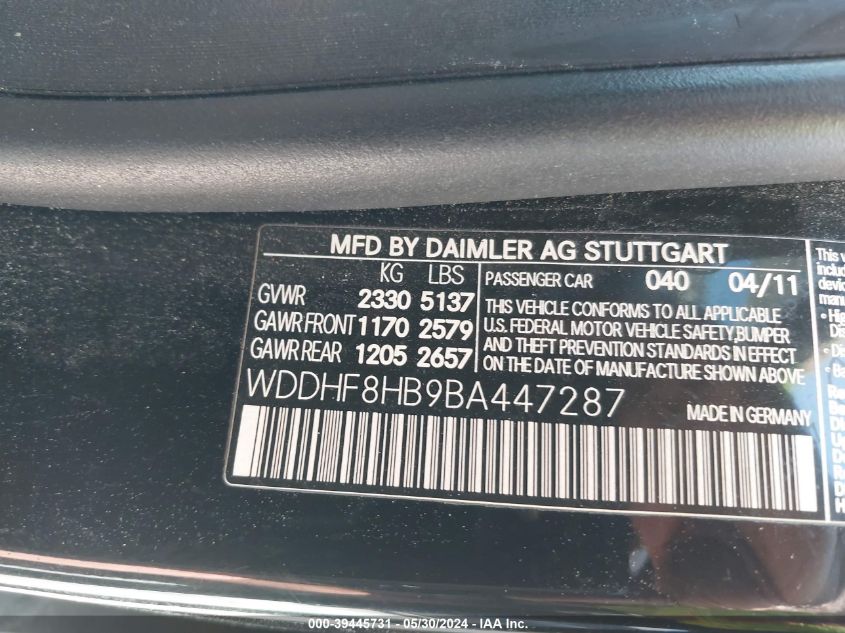 MFD BY DAIMLER AG STUTTGART
KG LBS
GVWR 2330 5137
GAWR FRONT 1170 2579
GAWR REAR 1205 2657
PASSENGER CAR 040 04/11
THIS VEHICLE CONFORMS TO ALL APPLICABLE
U.S. FEDERAL MOTOR VEHICLE SAFETY,BUMPER
AND THEFT PREVENTION STANDARDS IN EFFECT
ON THE DATE OF MANUFACTURE SHOWN ABOVE
WDDHF8HB9BA447287 MADE IN GERMANY
This
000-39445731 - 05/30/2024 - IAA Inc.